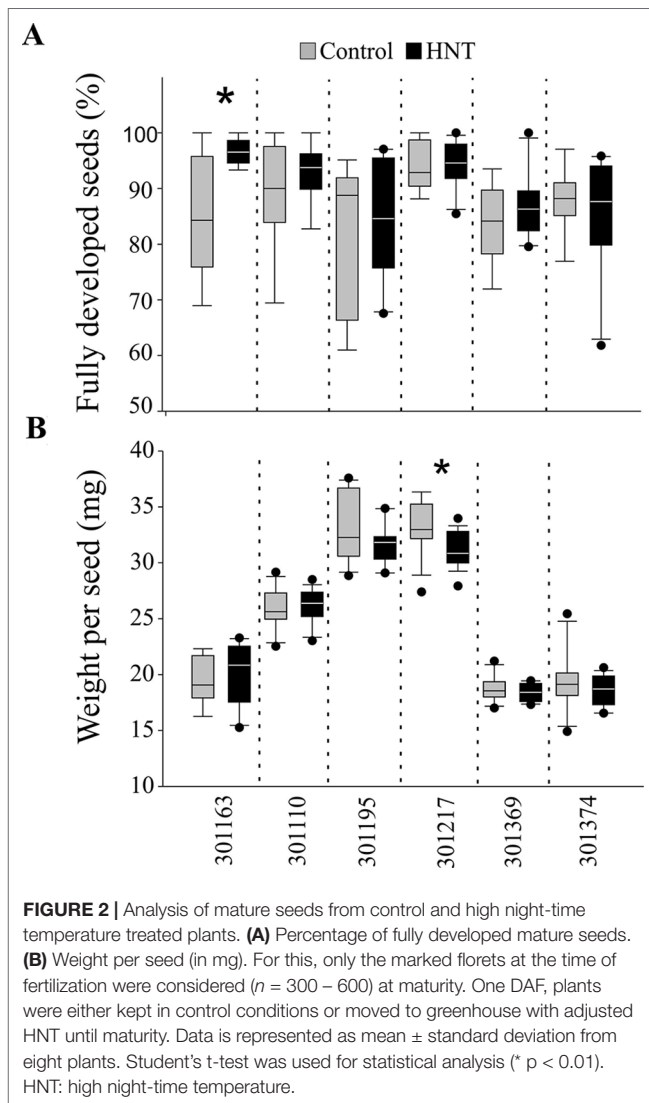 A
Control HNT
Fully developed seeds (%)
*
100
90
80
70
60
50
B
Weight per seed (mg)
*
40
35
30
25
20
15
10
301163
301110
301195
301217
301369
301374
FIGURE 2 | Analysis of mature seeds from control and high night-time
temperature treated plants. (A) Percentage of fully developed mature seeds.
(B) Weight per seed (in mg). For this, only the marked florets at the time of
fertilization were considered (n = 300 – 600) at maturity. One DAF, plants
were either kept in control conditions or moved to greenhouse with adjusted
HNT until maturity. Data is represented as mean ± standard deviation from
eight plants. Student's t-test was used for statistical analysis (* p < 0.01).
HNT: high night-time temperature.